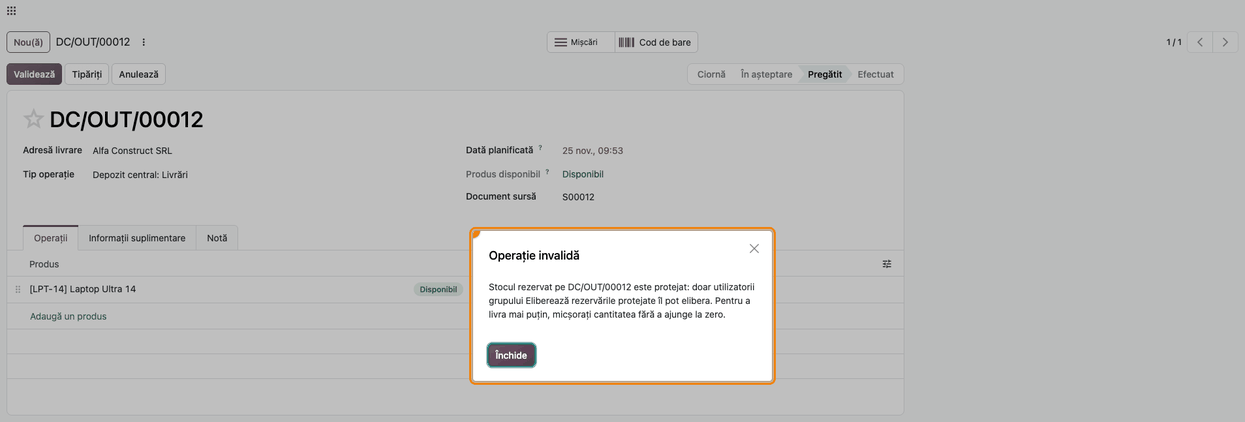 Nou(ă) DC/OUT/00012
Mișcări Cod de bare 1/1
Validează Tipăriți Anulează Ciornă În așteptare Pregătit Efectuat
DC/OUT/00012
Adresă livrare Alfa Construct SRL Dată planificată ? 25 nov., 09:53
Tip operație Depozit central: Livrări Produs disponibil ? Disponibil
Document sursă S00012
Operații Informații suplimentare Notă
Produs
[LPT-14] Laptop Ultra 14 Disponibil
Adaugă un produs
Operație invalidă
Stocul rezervat pe DC/OUT/00012 este protejat: doar utilizatorii
grupului Eliberează rezervările protejate îl pot elibera. Pentru a
livra mai puțin, micșorați cantitatea fără a ajunge la zero.
Închide